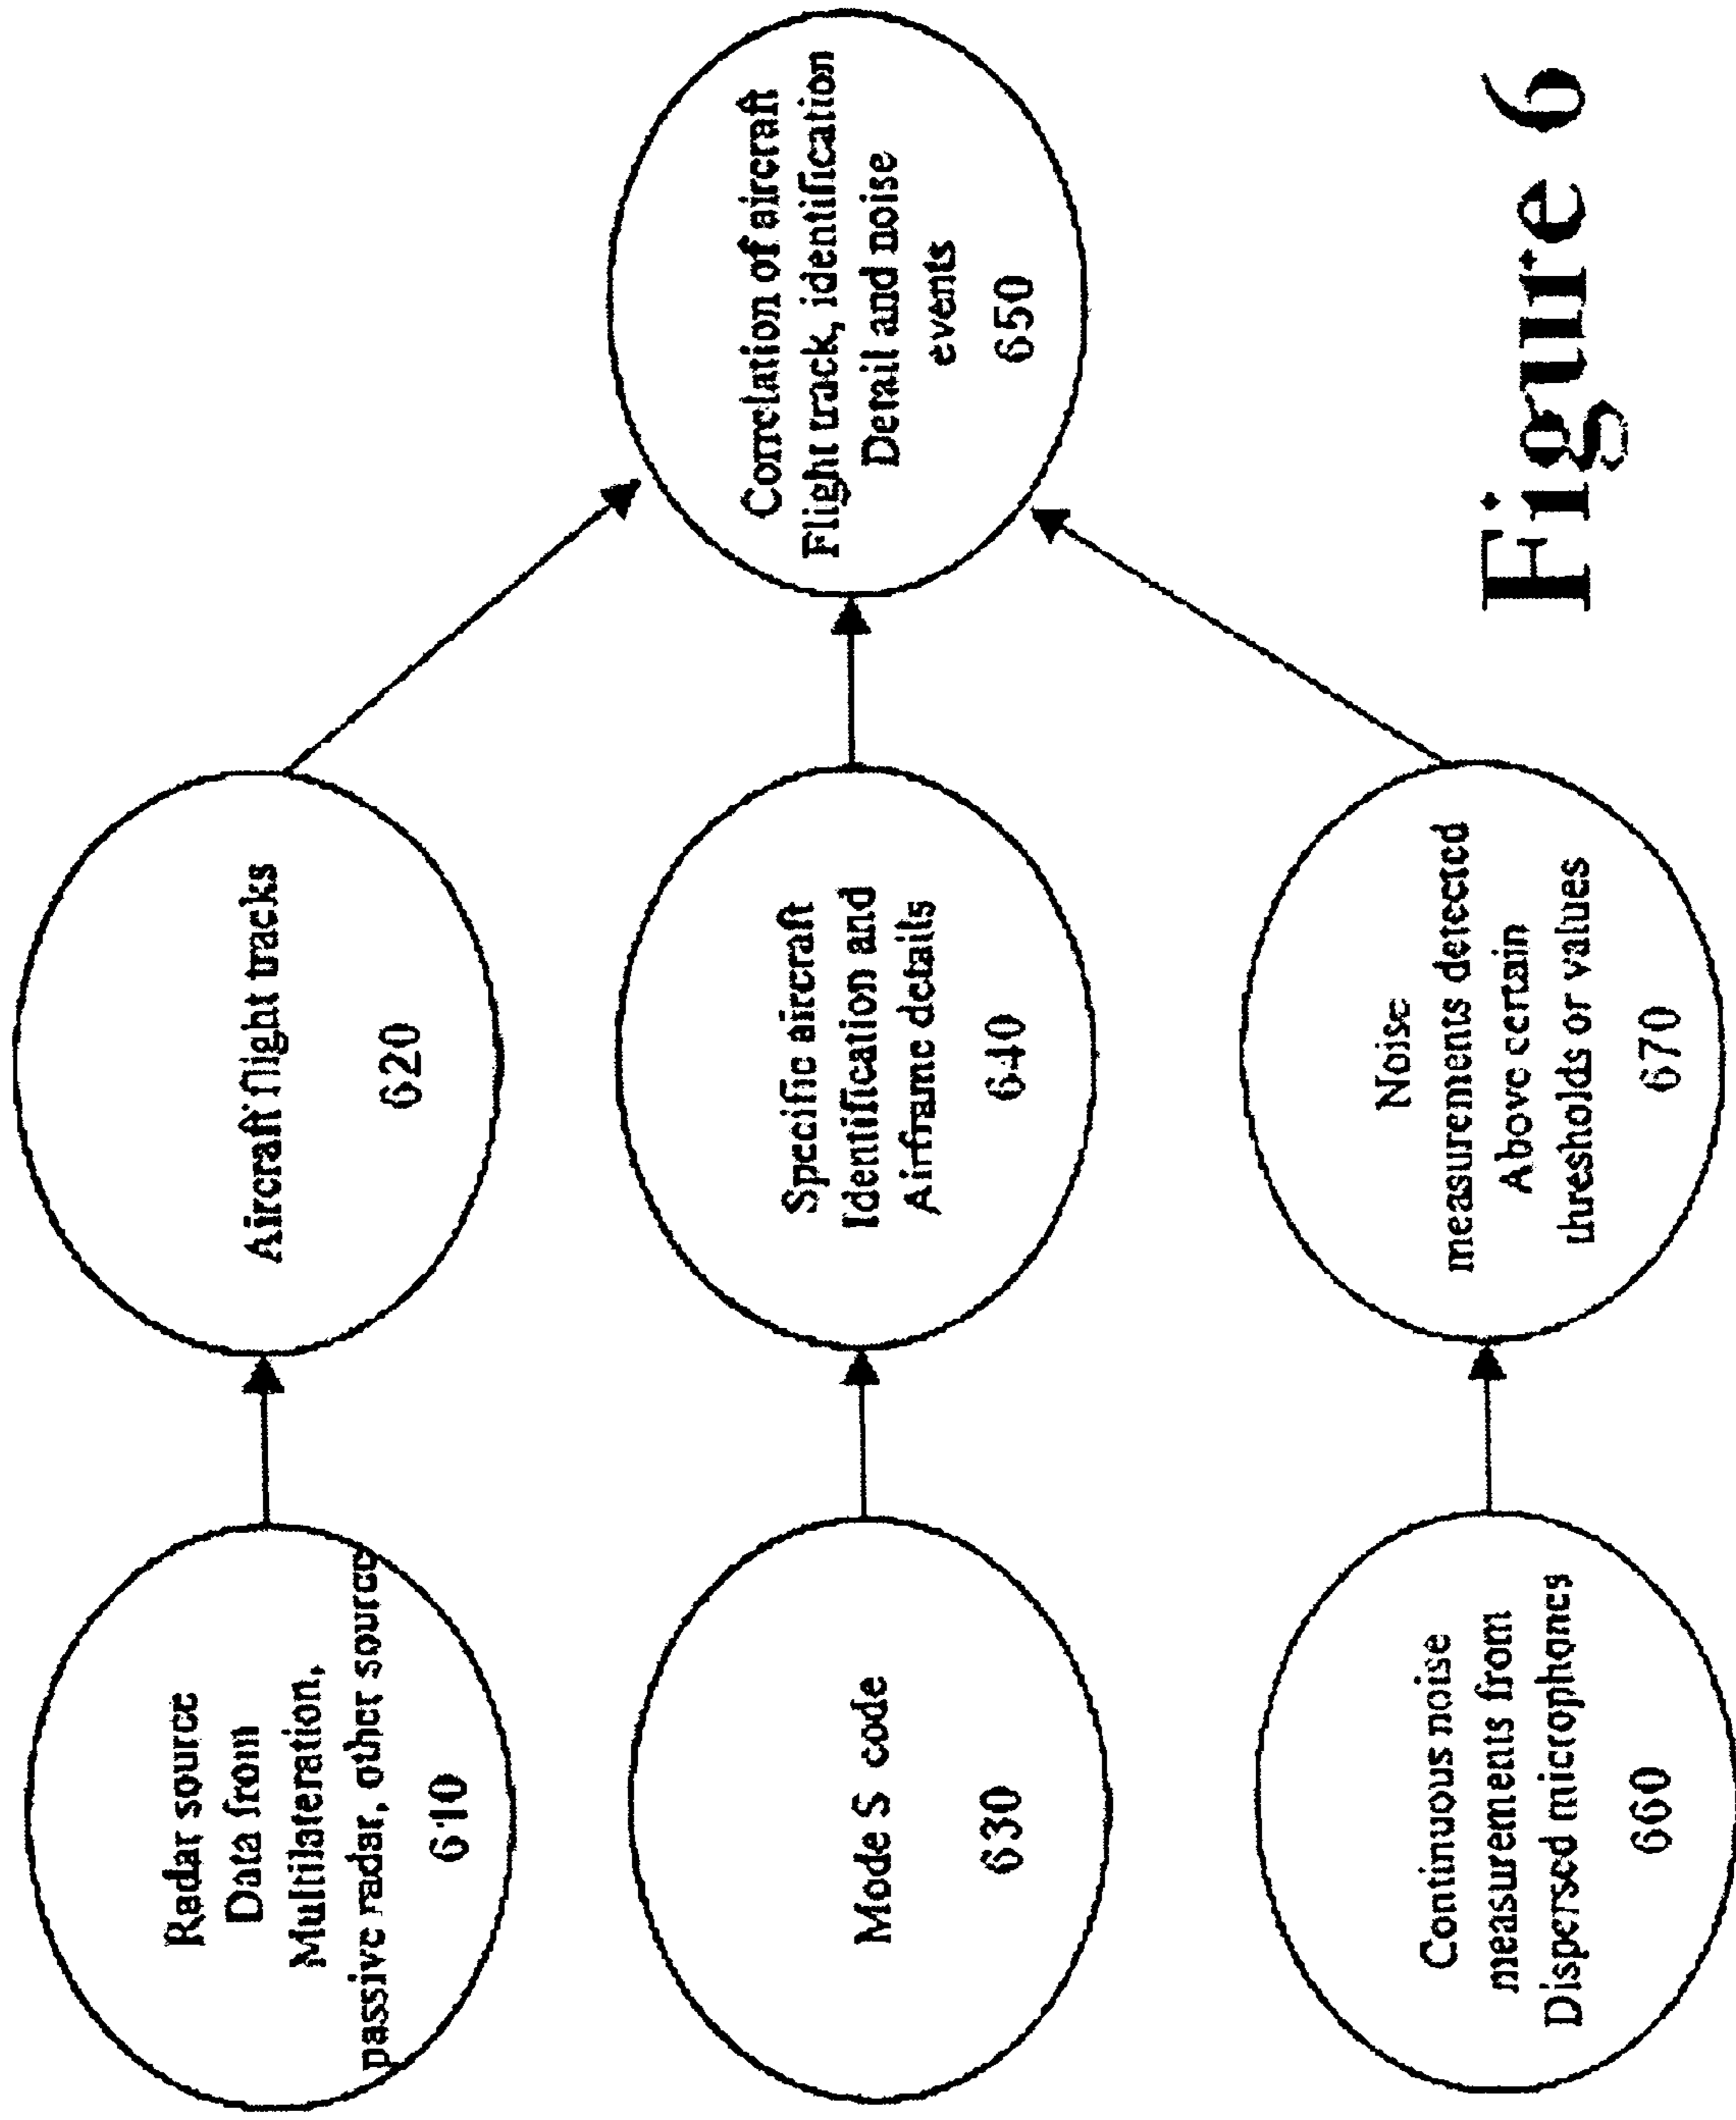 Radar source
Data from
Multilateration,
passive radar, other source
610
Aircraft flight tracks
620
Mode S code
630
Specific aircraft
Identification and
Airframe details
640
Correlation of aircraft
Flight track, identification
Detail and noise
events
650
Continuous noise
measurements from
Dispersed microphones
660
Noise
measurements detected
Above certain
thresholds or values
670
Figure 6